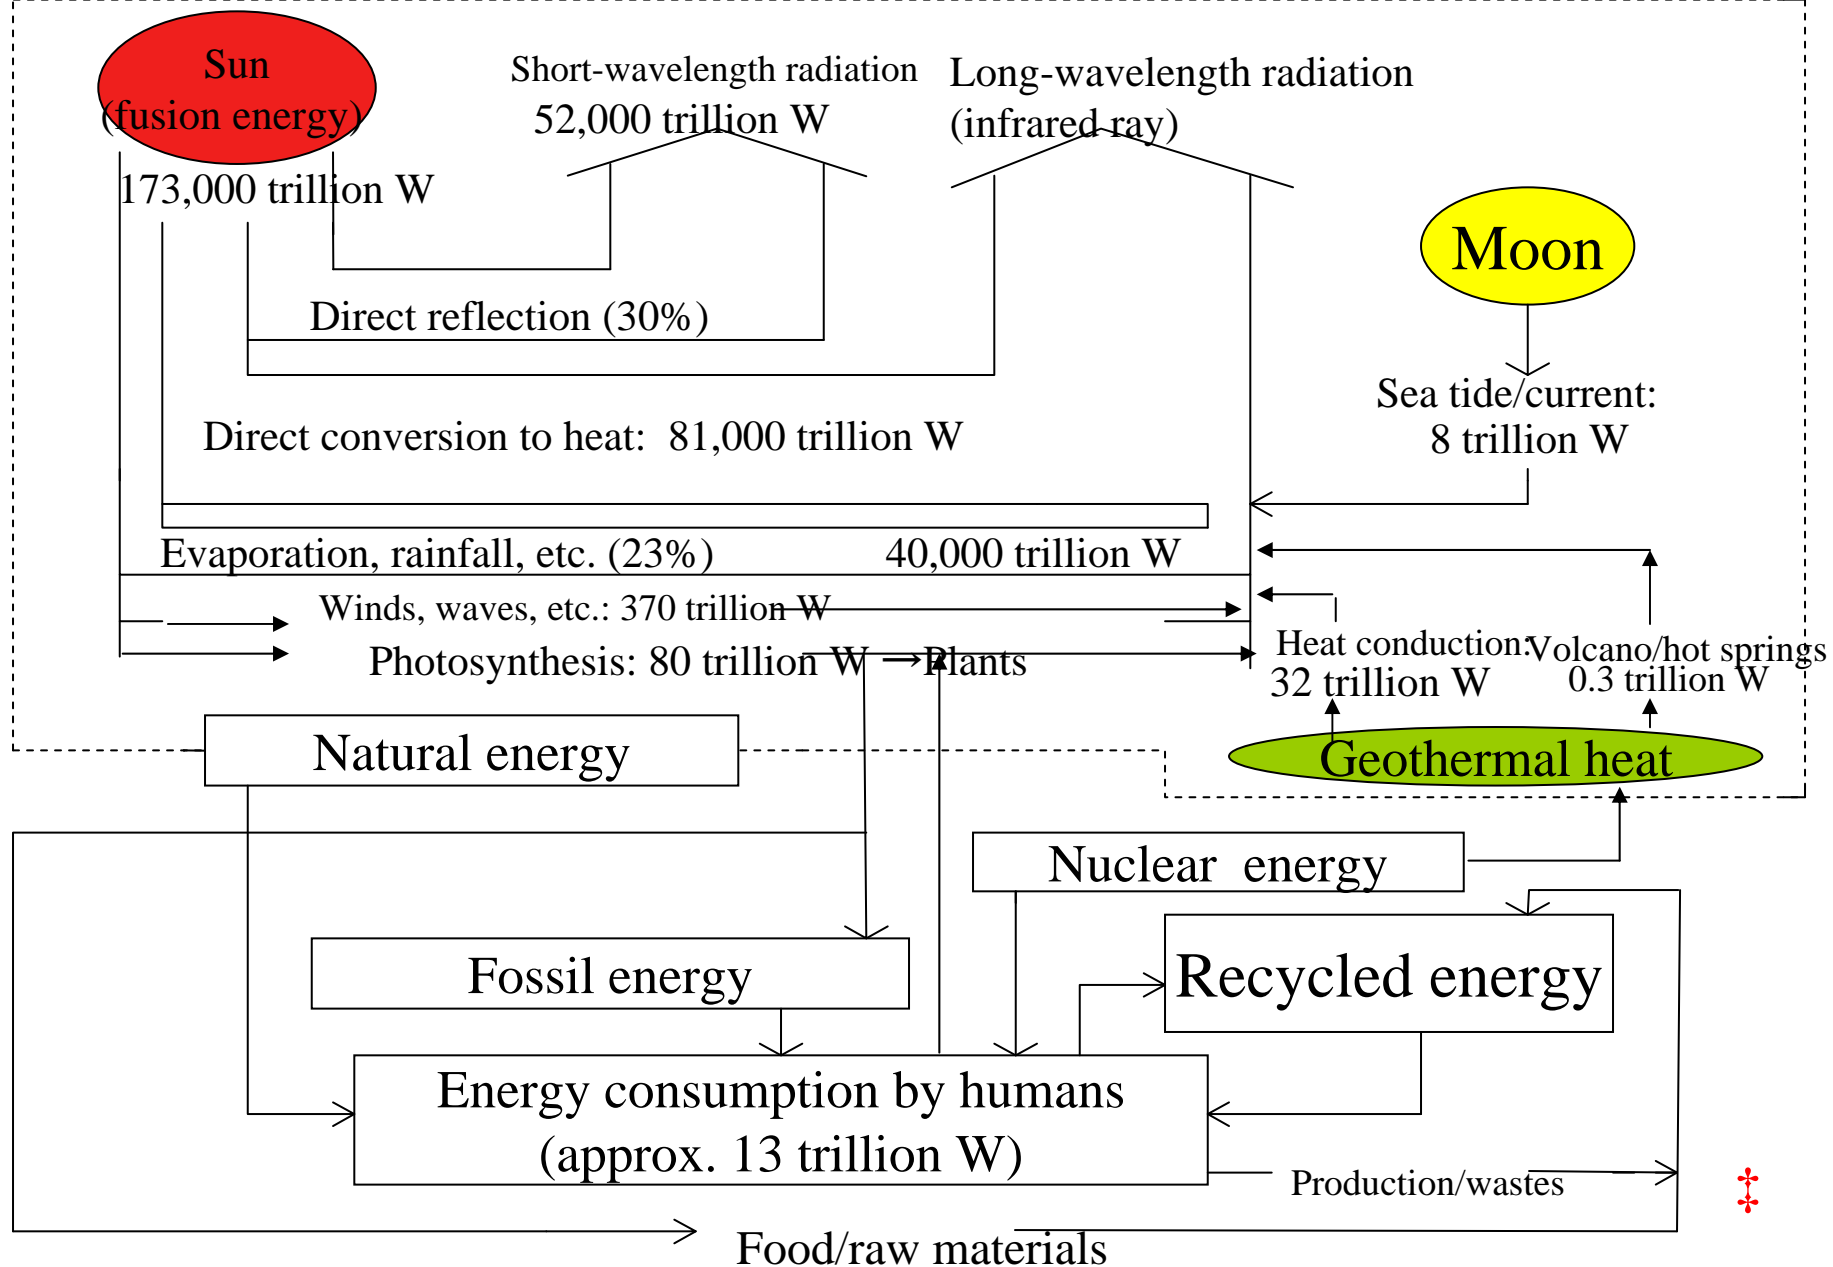 Sun
(fusion energy)
173,000 trillion W
Short-wavelength radiation
52,000 trillion W
Long-wavelength radiation
(infrared ray)
Moon
Direct reflection (30%)
Sea tide/current:
8 trillion W
Direct conversion to heat: 81,000 trillion W
Evaporation, rainfall, etc. (23%) 40,000 trillion W
Winds, waves, etc.: 370 trillion W
Photosynthesis: 80 trillion W →Plants
Heat conduction:
32 trillion W
Volcano/hot springs
0.3 trillion W
Natural energy
Geothermal heat
Nuclear energy
Fossil energy
Recycled energy
Energy consumption by humans
(approx. 13 trillion W)
Production/wastes
‡
Food/raw materials